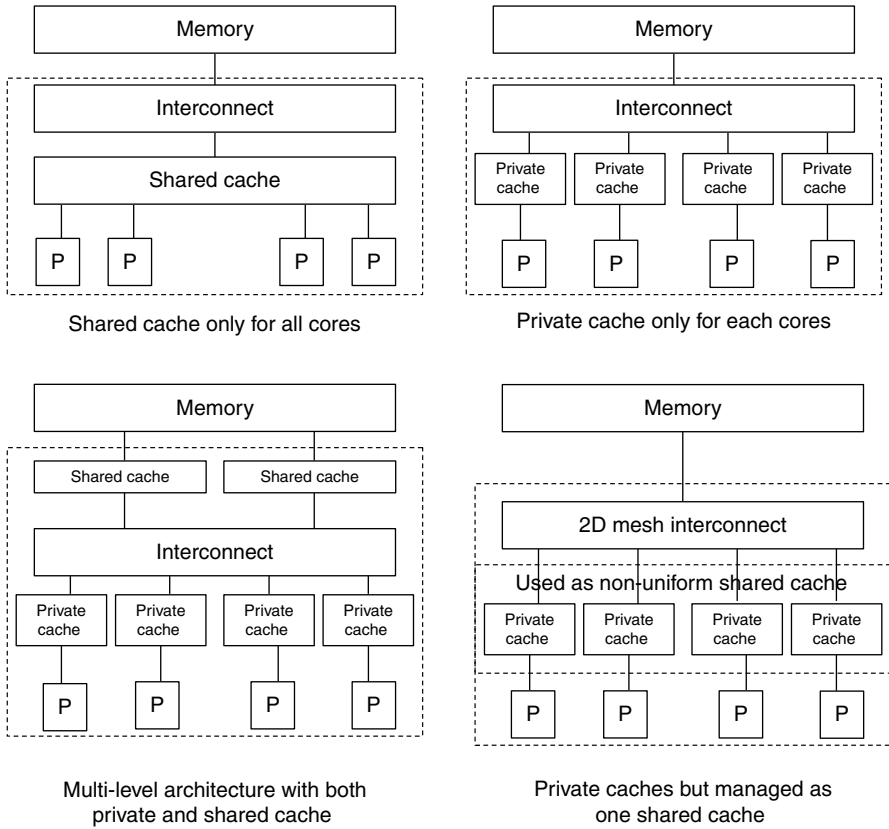 Memory
Interconnect
Shared cache
P P P P
Shared cache only for all cores
Memory
Interconnect
Private cache Private cache Private cache Private cache
P P P P
Private cache only for each cores
Memory
Shared cache Shared cache
Interconnect
Private cache Private cache Private cache Private cache
P P P P
Multi-level architecture with both
private and shared cache
Memory
2D mesh interconnect
Used as non-uniform shared cache
Private cache Private cache Private cache Private cache
P P P P
Private caches but managed as
one shared cache